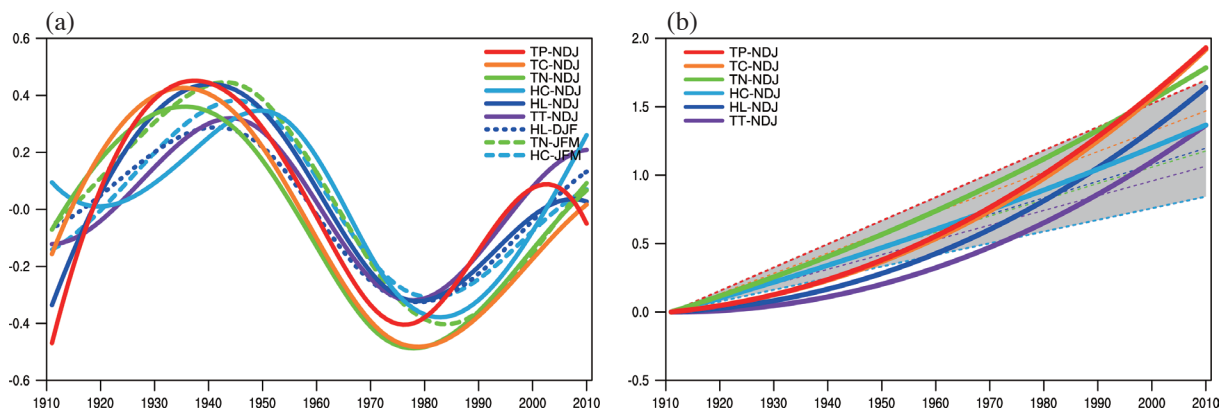 (a)
0.6
0.4
0.2
-0.0
-0.2
-0.4
-0.6
1910 1920 1930 1940 1950 1960 1970 1980 1990 2000 2010
TP-NDJ
TC-NDJ
TN-NDJ
HC-NDJ
HL-NDJ
TT-NDJ
HL-DJF
TN-JFM
HC-JFM
(b)
2.0
1.5
1.0
0.5
0.0
-0.5
1910 1920 1930 1940 1950 1960 1970 1980 1990 2000 2010
TP-NDJ
TC-NDJ
TN-NDJ
HC-NDJ
HL-NDJ
TT-NDJ